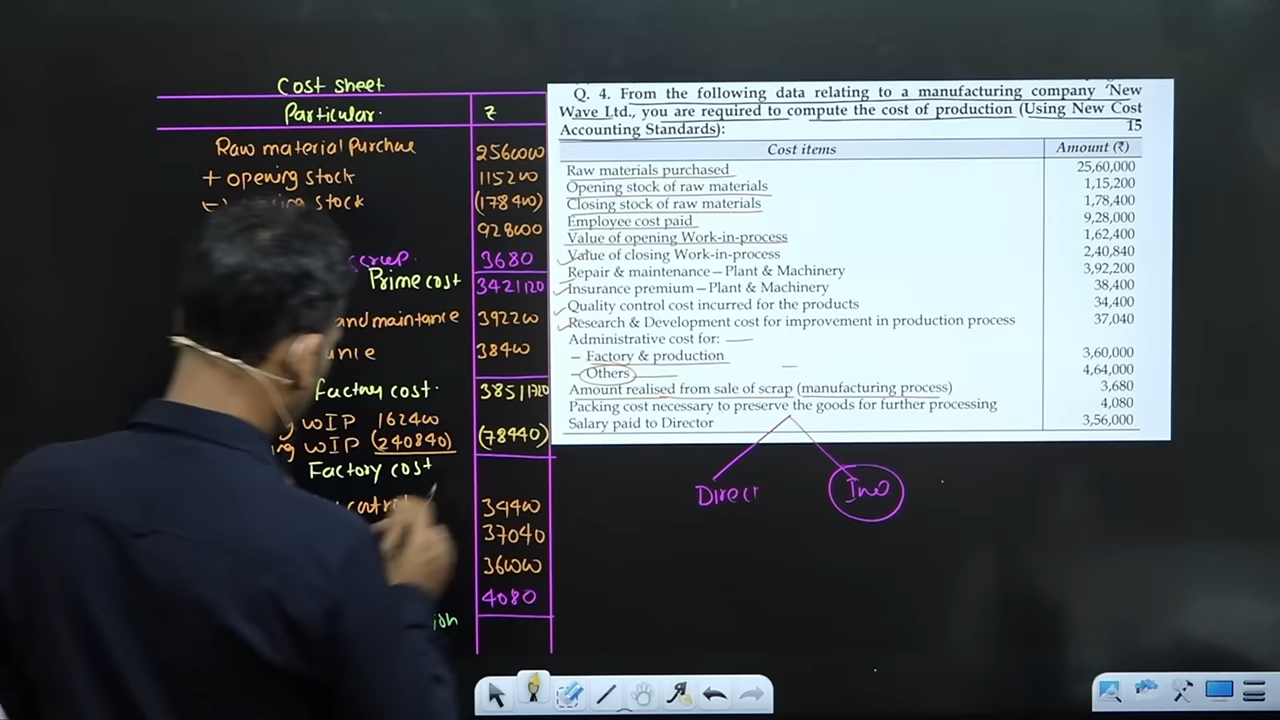 Cost sheet
Particular. ₹
Raw material Purchae 2560000
+ opening stock 115200
stock (178400)
928000
scrap 3680
Prime cost 3421120
and maintance 392200
38400
Factory cost. 3851720
WIP 162400
WIP (240840) (78440)
Factory cost
34400
37040
360000
4080
Q. 4. From the following data relating to a manufacturing company 'New
Wave Ltd., you are required to compute the cost of production (Using New Cost
Accounting Standards): 15
Cost items Amount (₹)
Raw materials purchased 25,60,000
Opening stock of raw materials 1,15,200
Closing stock of raw materials 1,78,400
Employee cost paid 9,28,000
Value of opening Work-in-process 1,62,400
Value of closing Work-in-process 2,40,840
Repair & maintenance – Plant & Machinery 3,92,200
Insurance premium – Plant & Machinery 38,400
Quality control cost incurred for the products 34,400
Research & Development cost for improvement in production process 37,040
Administrative cost for:
– Factory & production 3,60,000
– Others 4,64,000
Amount realised from sale of scrap (manufacturing process) 3,680
Packing cost necessary to preserve the goods for further processing 4,080
Salary paid to Director 3,56,000
Direct